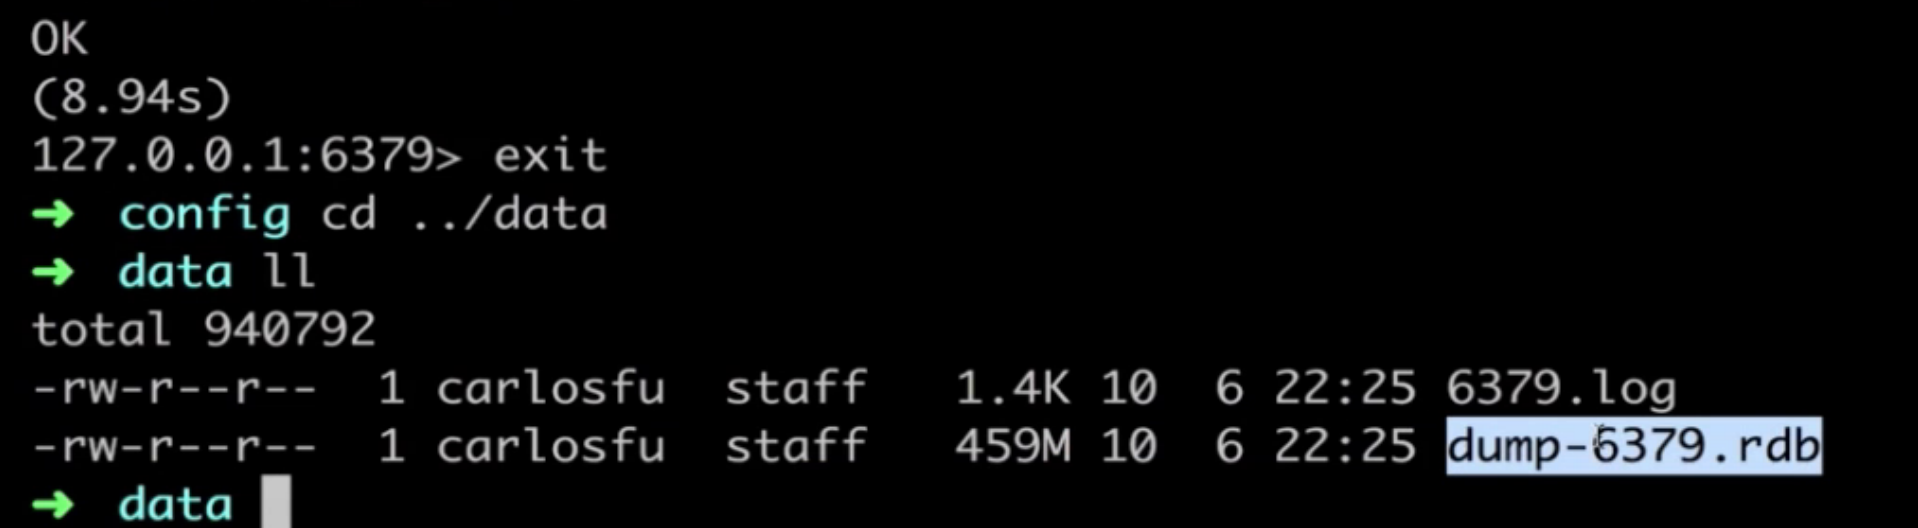 OK
(8.94s)
127.0.0.1:6379> exit
➜  config cd ../data
➜  data ll
total 940792
-rw-r--r--  1 carlosfu  staff   1.4K 10  6 22:25 6379.log
-rw-r--r--  1 carlosfu  staff   459M 10  6 22:25 dump-6379.rdb
➜  data